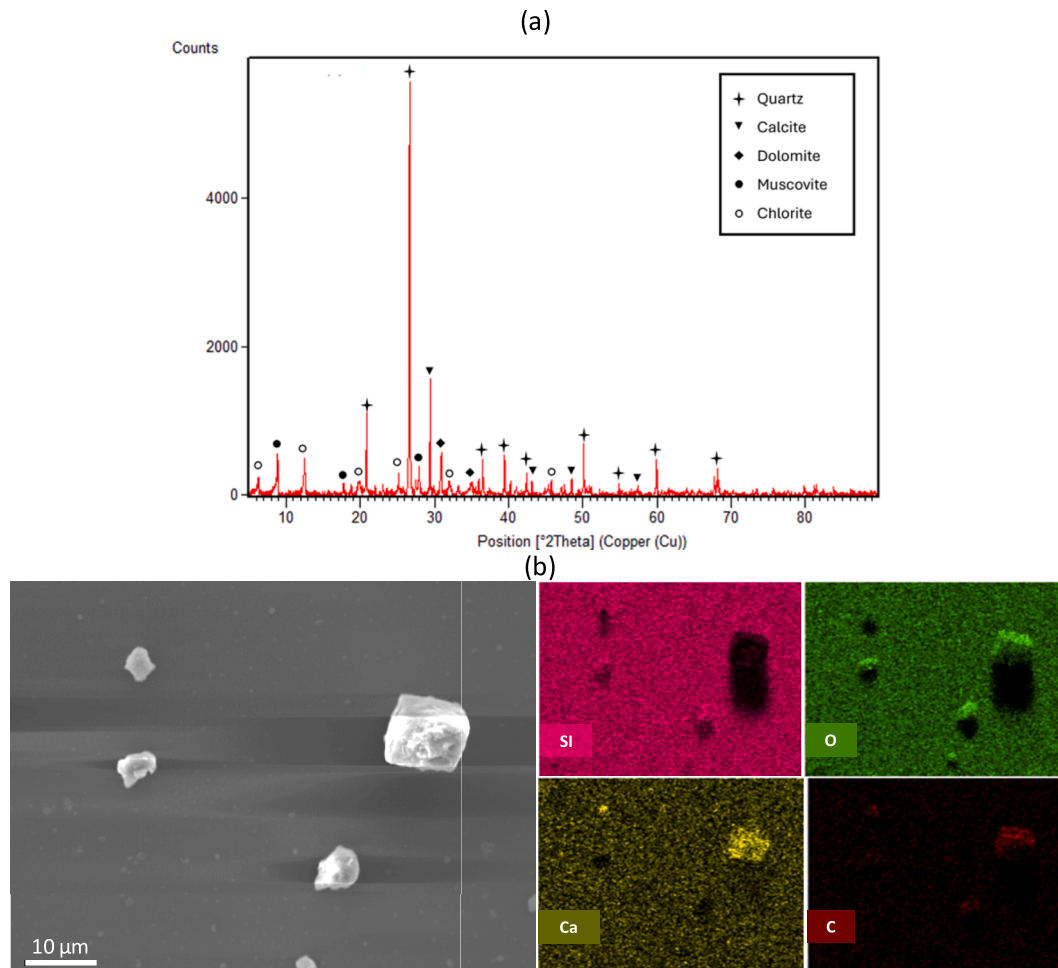 (a)
Counts
Quartz
Calcite
Dolomite
Muscovite
Chlorite
4000
2000
0
10 20 30 40 50 60 70 80
Position [°2Theta] (Copper (Cu))
(b)
SI
O
Ca
C
10 µm